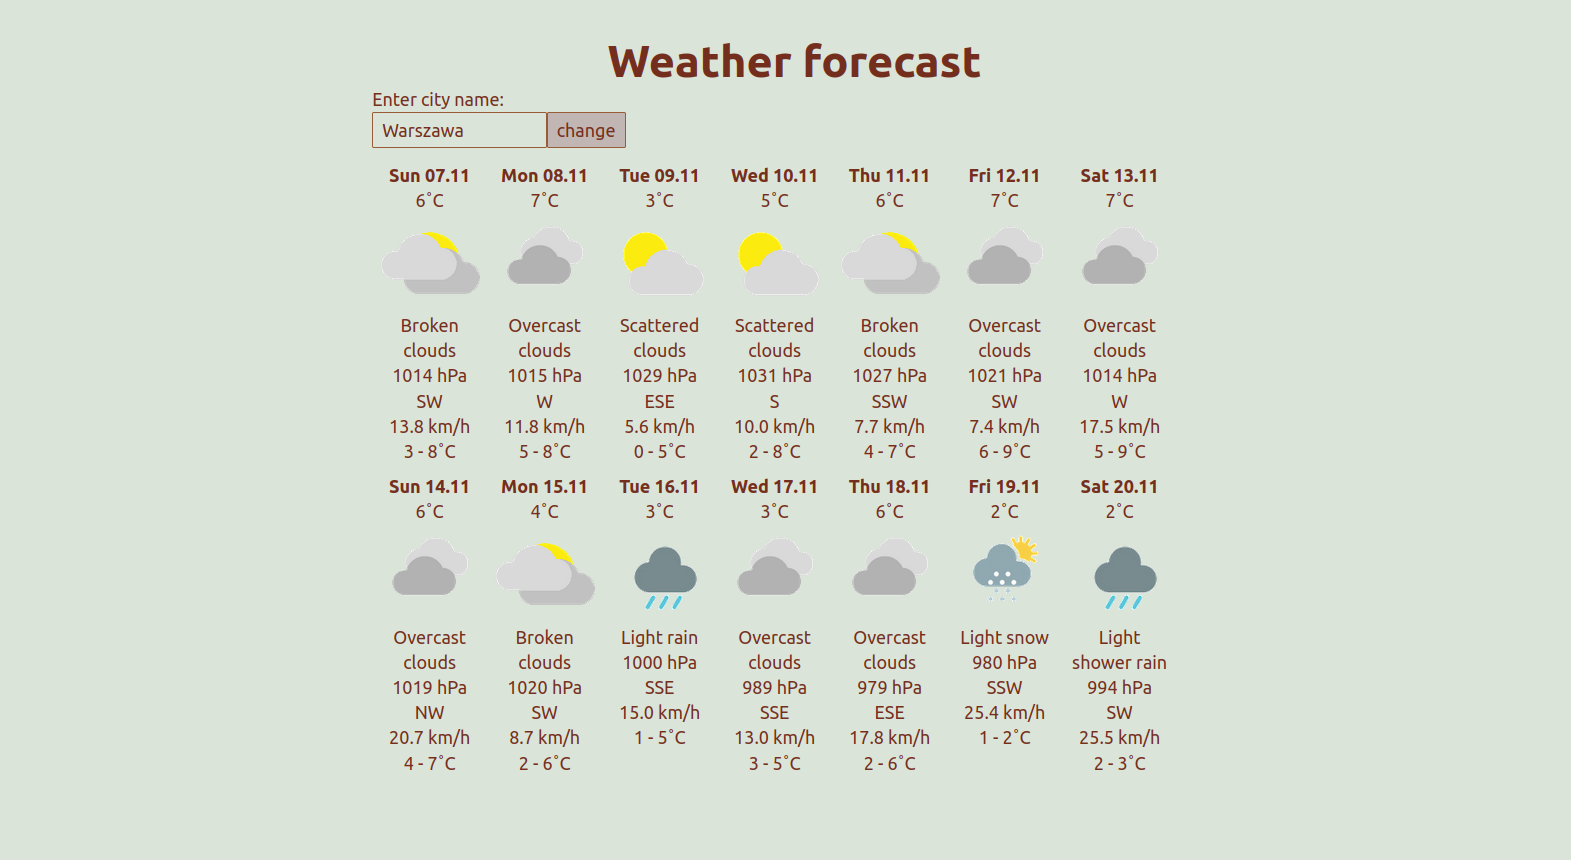 Weather forecast
Enter city name:
Warszawa change
Sun 07.11 Mon 08.11 Tue 09.11 Wed 10.11 Thu 11.11 Fri 12.11 Sat 13.11
6°C 7°C 3°C 5°C 6°C 7°C 7°C
Broken Overcast Scattered Scattered Broken Overcast Overcast
clouds clouds clouds clouds clouds clouds clouds
1014 hPa 1015 hPa 1029 hPa 1031 hPa 1027 hPa 1021 hPa 1014 hPa
SW W ESE S SSW SW W
13.8 km/h 11.8 km/h 5.6 km/h 10.0 km/h 7.7 km/h 7.4 km/h 17.5 km/h
3 - 8°C 5 - 8°C 0 - 5°C 2 - 8°C 4 - 7°C 6 - 9°C 5 - 9°C
Sun 14.11 Mon 15.11 Tue 16.11 Wed 17.11 Thu 18.11 Fri 19.11 Sat 20.11
6°C 4°C 3°C 3°C 6°C 2°C 2°C
Overcast Broken Light rain Overcast Overcast Light snow Light
clouds clouds 1000 hPa clouds clouds 980 hPa shower rain
1019 hPa 1020 hPa SSE 989 hPa 979 hPa SSW 994 hPa
NW SW 15.0 km/h SSE ESE 25.4 km/h SW
20.7 km/h 8.7 km/h 1 - 5°C 13.0 km/h 17.8 km/h 1 - 2°C 25.5 km/h
4 - 7°C 2 - 6°C 3 - 5°C 2 - 6°C 2 - 3°C